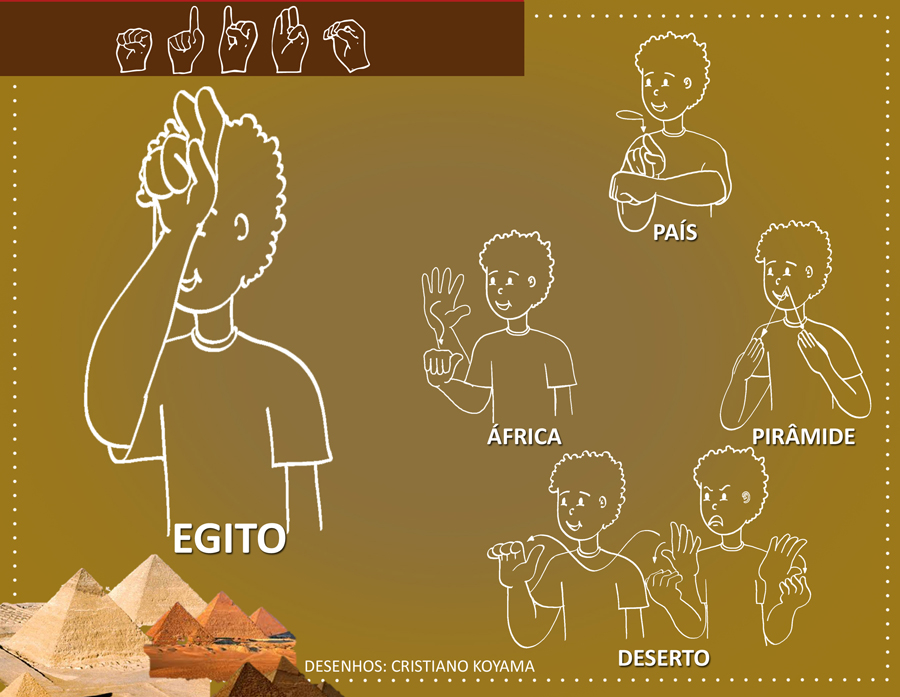 PAÍS
ÁFRICA
PIRÂMIDE
EGITO
DESERTO
DESENHOS: CRISTIANO KOYAMA